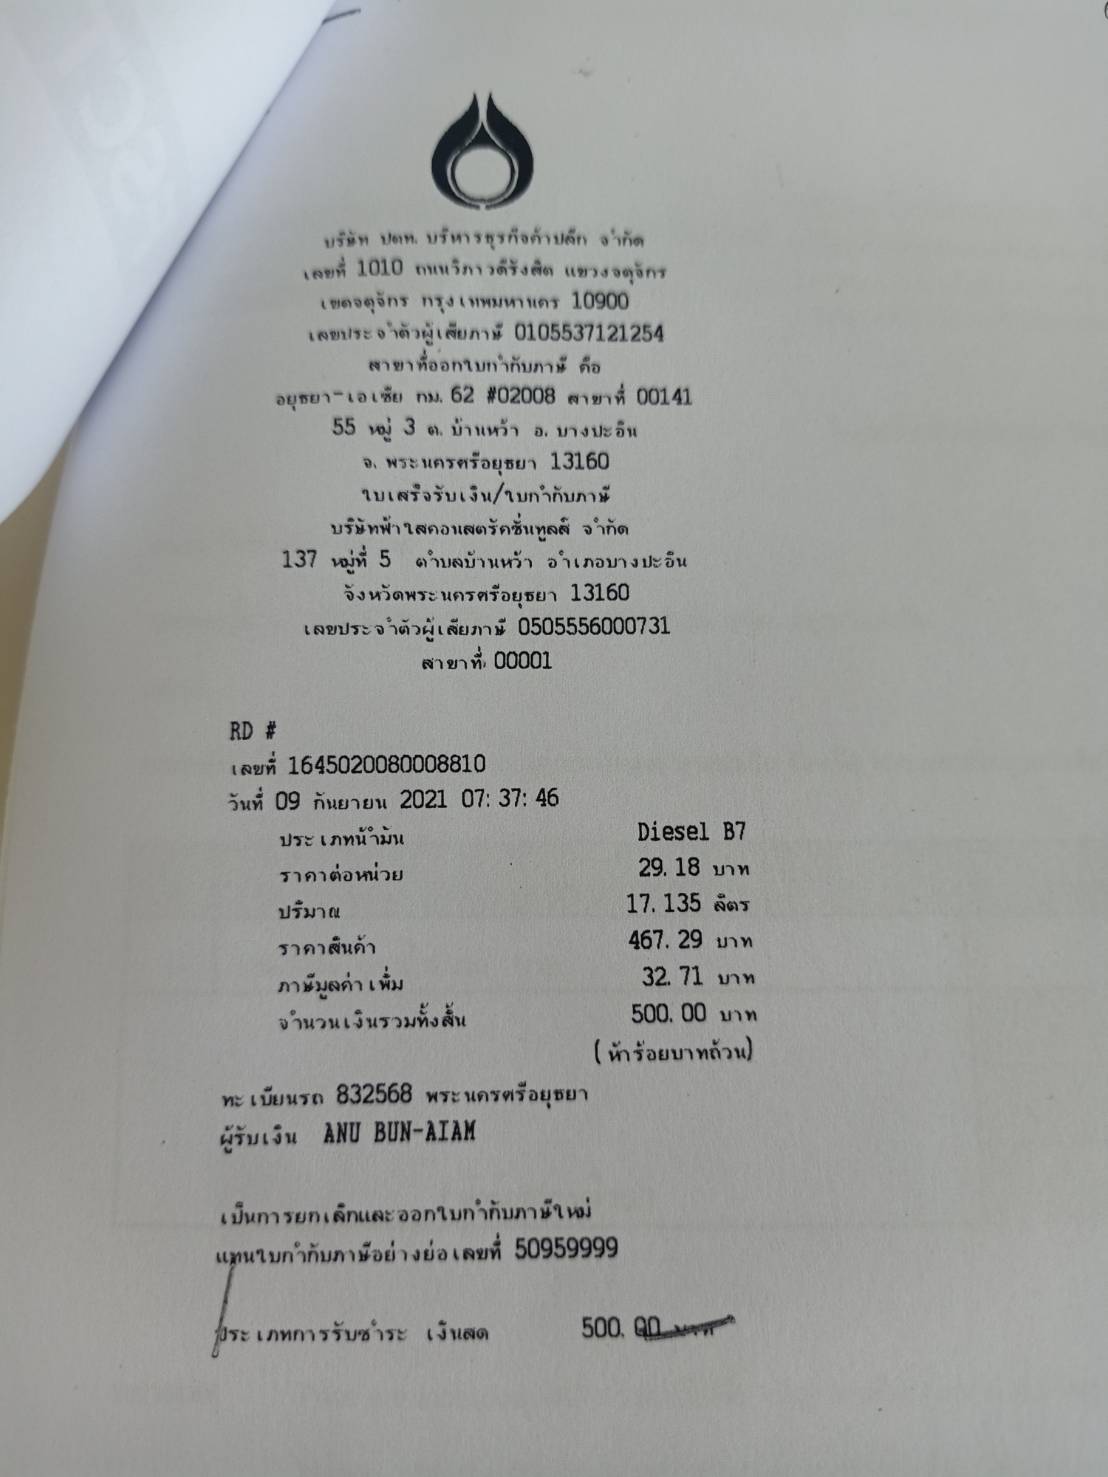 บริษัท ปตท. บริหารธุรกิจค้าปลีก จำกัด
เลขที่ 1010 ถนนวิภาวดีรังสิต แขวงจตุจักร
เขตจตุจักร กรุงเทพมหานคร 10900
เลขประจำตัวผู้เสียภาษี 0105537121254
สาขาที่ออกใบกำกับภาษี คือ
อยุธยา-เอเซีย กม. 62 #02008 สาขาที่ 00141
55 หมู่ 3 ต. บ้านหว้า อ. บางปะอิน
จ. พระนครศรีอยุธยา 13160
ใบเสร็จรับเงิน/ใบกำกับภาษี
บริษัทฟ้าใสคอนสตรัคชั่นทูลส์ จำกัด
137 หมู่ที่ 5 ตำบลบ้านหว้า อำเภอบางปะอิน
จังหวัดพระนครศรีอยุธยา 13160
เลขประจำตัวผู้เสียภาษี 0505556000731
สาขาที่ 00001
RD #
เลขที่ 1645020080008810
วันที่ 09 กันยายน 2021 07:37:46
ประเภทน้ำมัน Diesel B7
ราคาต่อหน่วย 29.18 บาท
ปริมาณ 17.135 ลิตร
ราคาสินค้า 467.29 บาท
ภาษีมูลค่าเพิ่ม 32.71 บาท
จำนวนเงินรวมทั้งสิ้น 500.00 บาท
(ห้าร้อยบาทถ้วน)
ทะเบียนรถ 832568 พระนครศรีอยุธยา
ผู้รับเงิน ANU BUN-AIAM
เป็นการยกเลิกและออกใบกำกับภาษีใหม่
แทนใบกำกับภาษีอย่างย่อเลขที่ 50959999
ประเภทการรับชำระ เงินสด 500.00 บาท